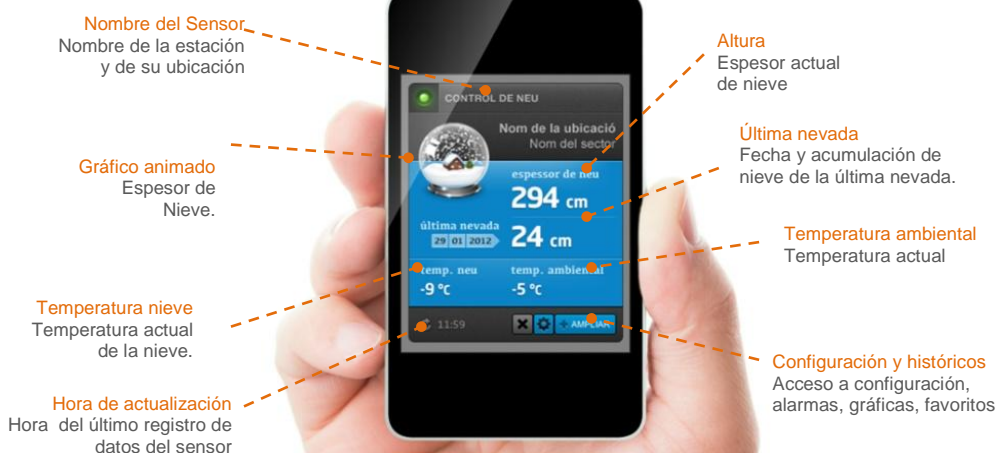 Nombre del Sensor
Nombre de la estación
y de su ubicación
Gráfico animado
Espesor de
Nieve.
Temperatura nieve
Temperatura actual
de la nieve.
Hora de actualización
Hora del último registro de
datos del sensor
CONTROL DE NEU
Nom de la ubicació
Nom del sector
espessor de neu
294 cm
última nevada
29 01 2012
24 cm
temp. neu
-9 ºC
temp. ambiental
-5 ºC
11:59
+ AMPLIAR
Altura
Espesor actual
de nieve
Última nevada
Fecha y acumulación de
nieve de la última nevada.
Temperatura ambiental
Temperatura actual
Configuración y históricos
Acceso a configuración,
alarmas, gráficas, favoritos